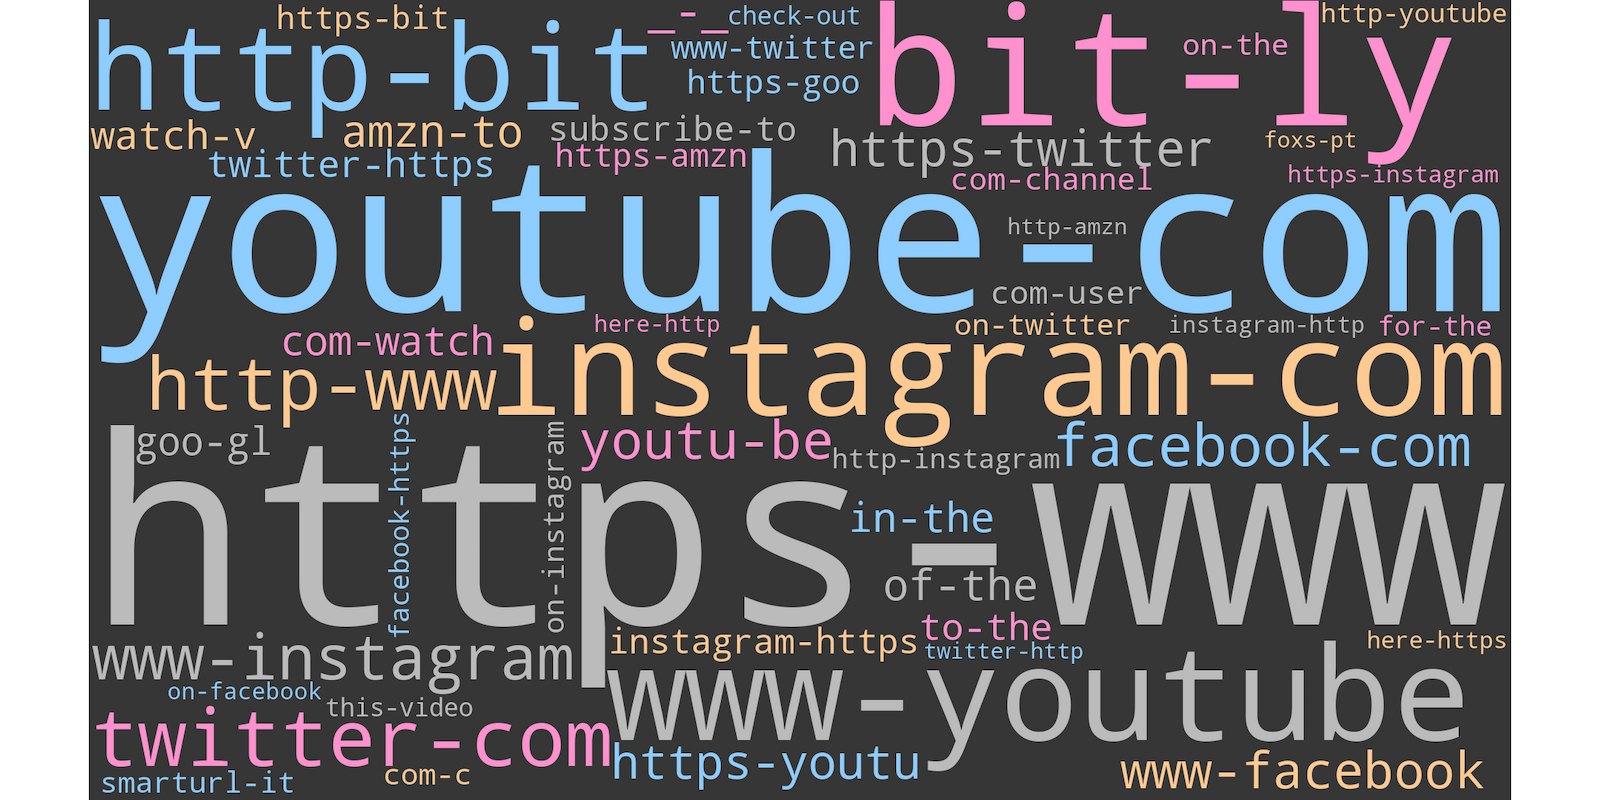 https-bit
_-_
check-out
http-youtube
http-bit
www-twitter
bit-ly
on-the
https-goo
watch-v
amzn-to
subscribe-to
https-twitter
foxs-pt
twitter-https
https-amzn
com-channel
https-instagram
youtube-com
http-amzn
com-user
com-watch
here-http
on-twitter
instagram-http
for-the
http-www
instagram-com
goo-gl
facebook-https
on-instagram
youtu-be
http-instagram
facebook-com
https-www
in-the
of-the
www-instagram
instagram-https
to-the
twitter-http
here-https
on-facebook
this-video
www-youtube
twitter-com
smarturl-it
com-c
https-youtu
www-facebook